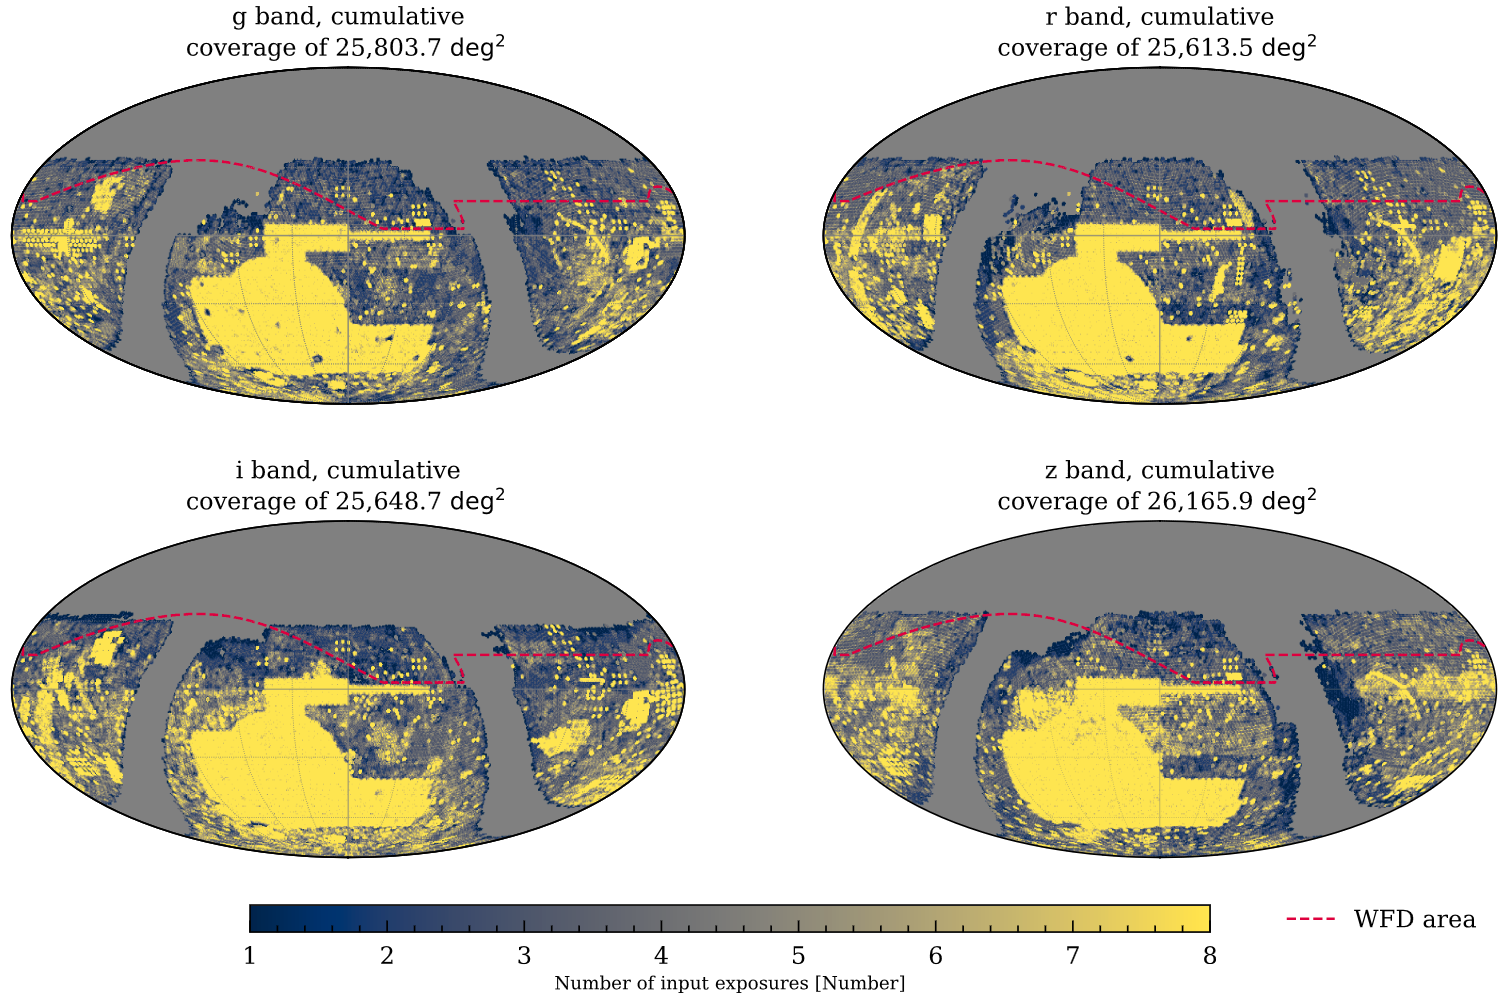 g band, cumulative
coverage of 25,803.7 deg²
r band, cumulative
coverage of 25,613.5 deg²
i band, cumulative
coverage of 25,648.7 deg²
z band, cumulative
coverage of 26,165.9 deg²
1 2 3 4 5 6 7 8
Number of input exposures [Number]
WFD area